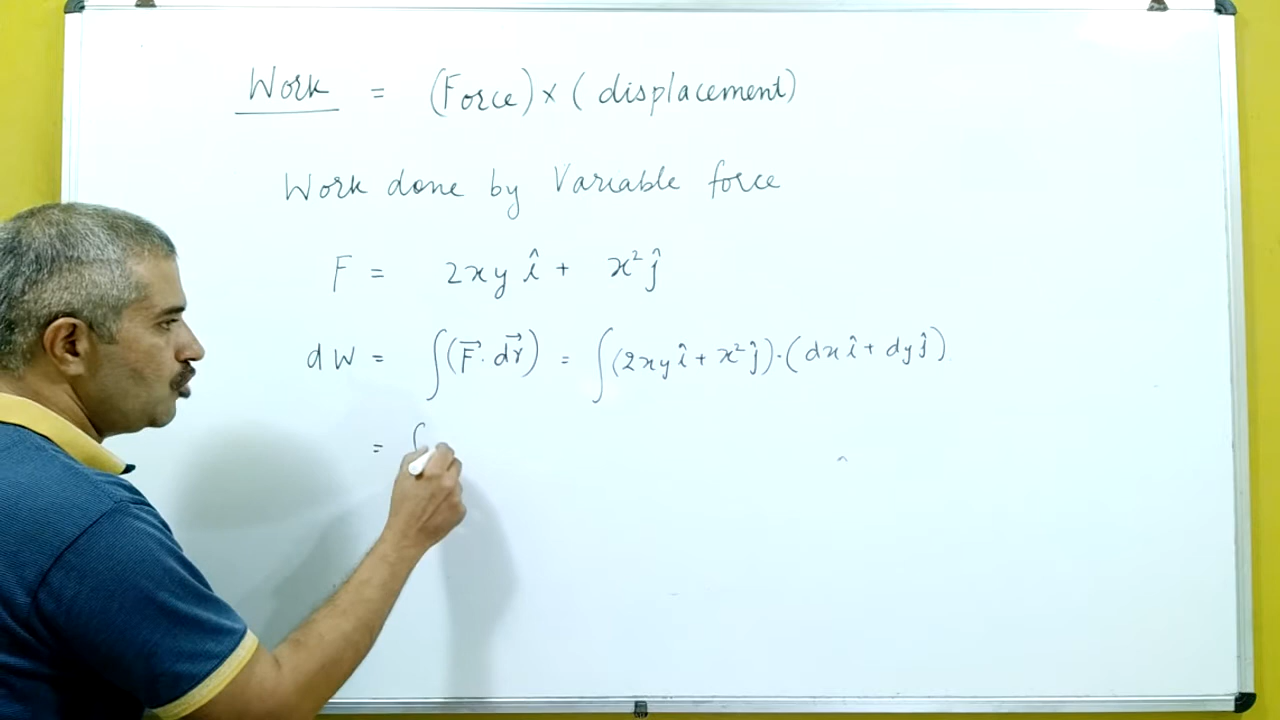 Work = (Force) × (displacement)
Work done by Variable force
F = 2xy î + x² ĵ
dW = ∫(F⃗ · dr⃗) = ∫(2xy î + x² ĵ) · (dx î + dy ĵ)
= ∫